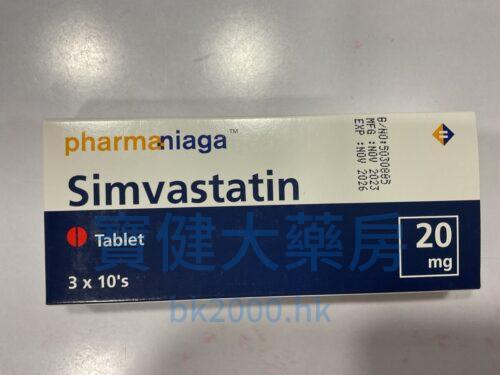 pharmaniaga™
B/NO:5030885
MFG :NOV 2023
EXP :NOV 2026
Simvastatin
Tablet
20
mg
3 x 10's
寶健大藥房
bk2000.hk